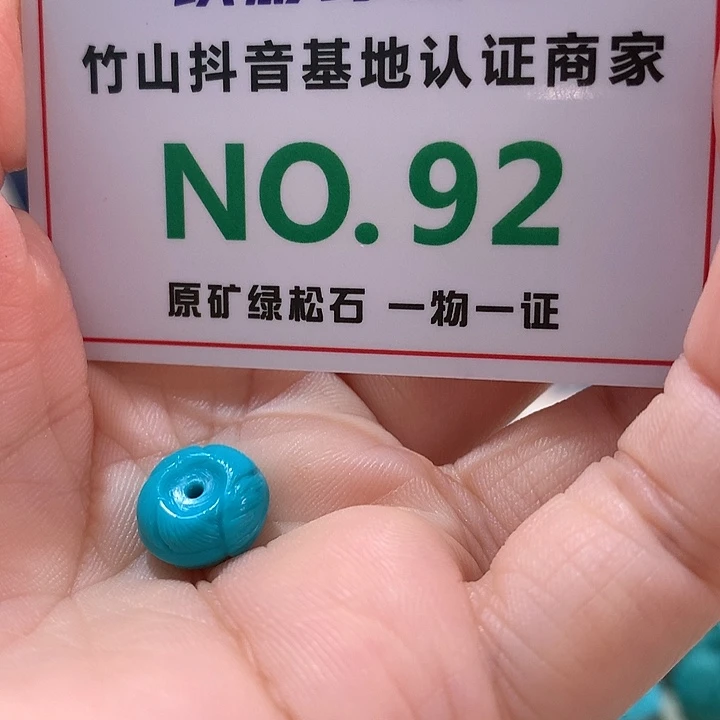 竹山抖音基地认证商家
NO. 92
原矿绿松石 一物一证